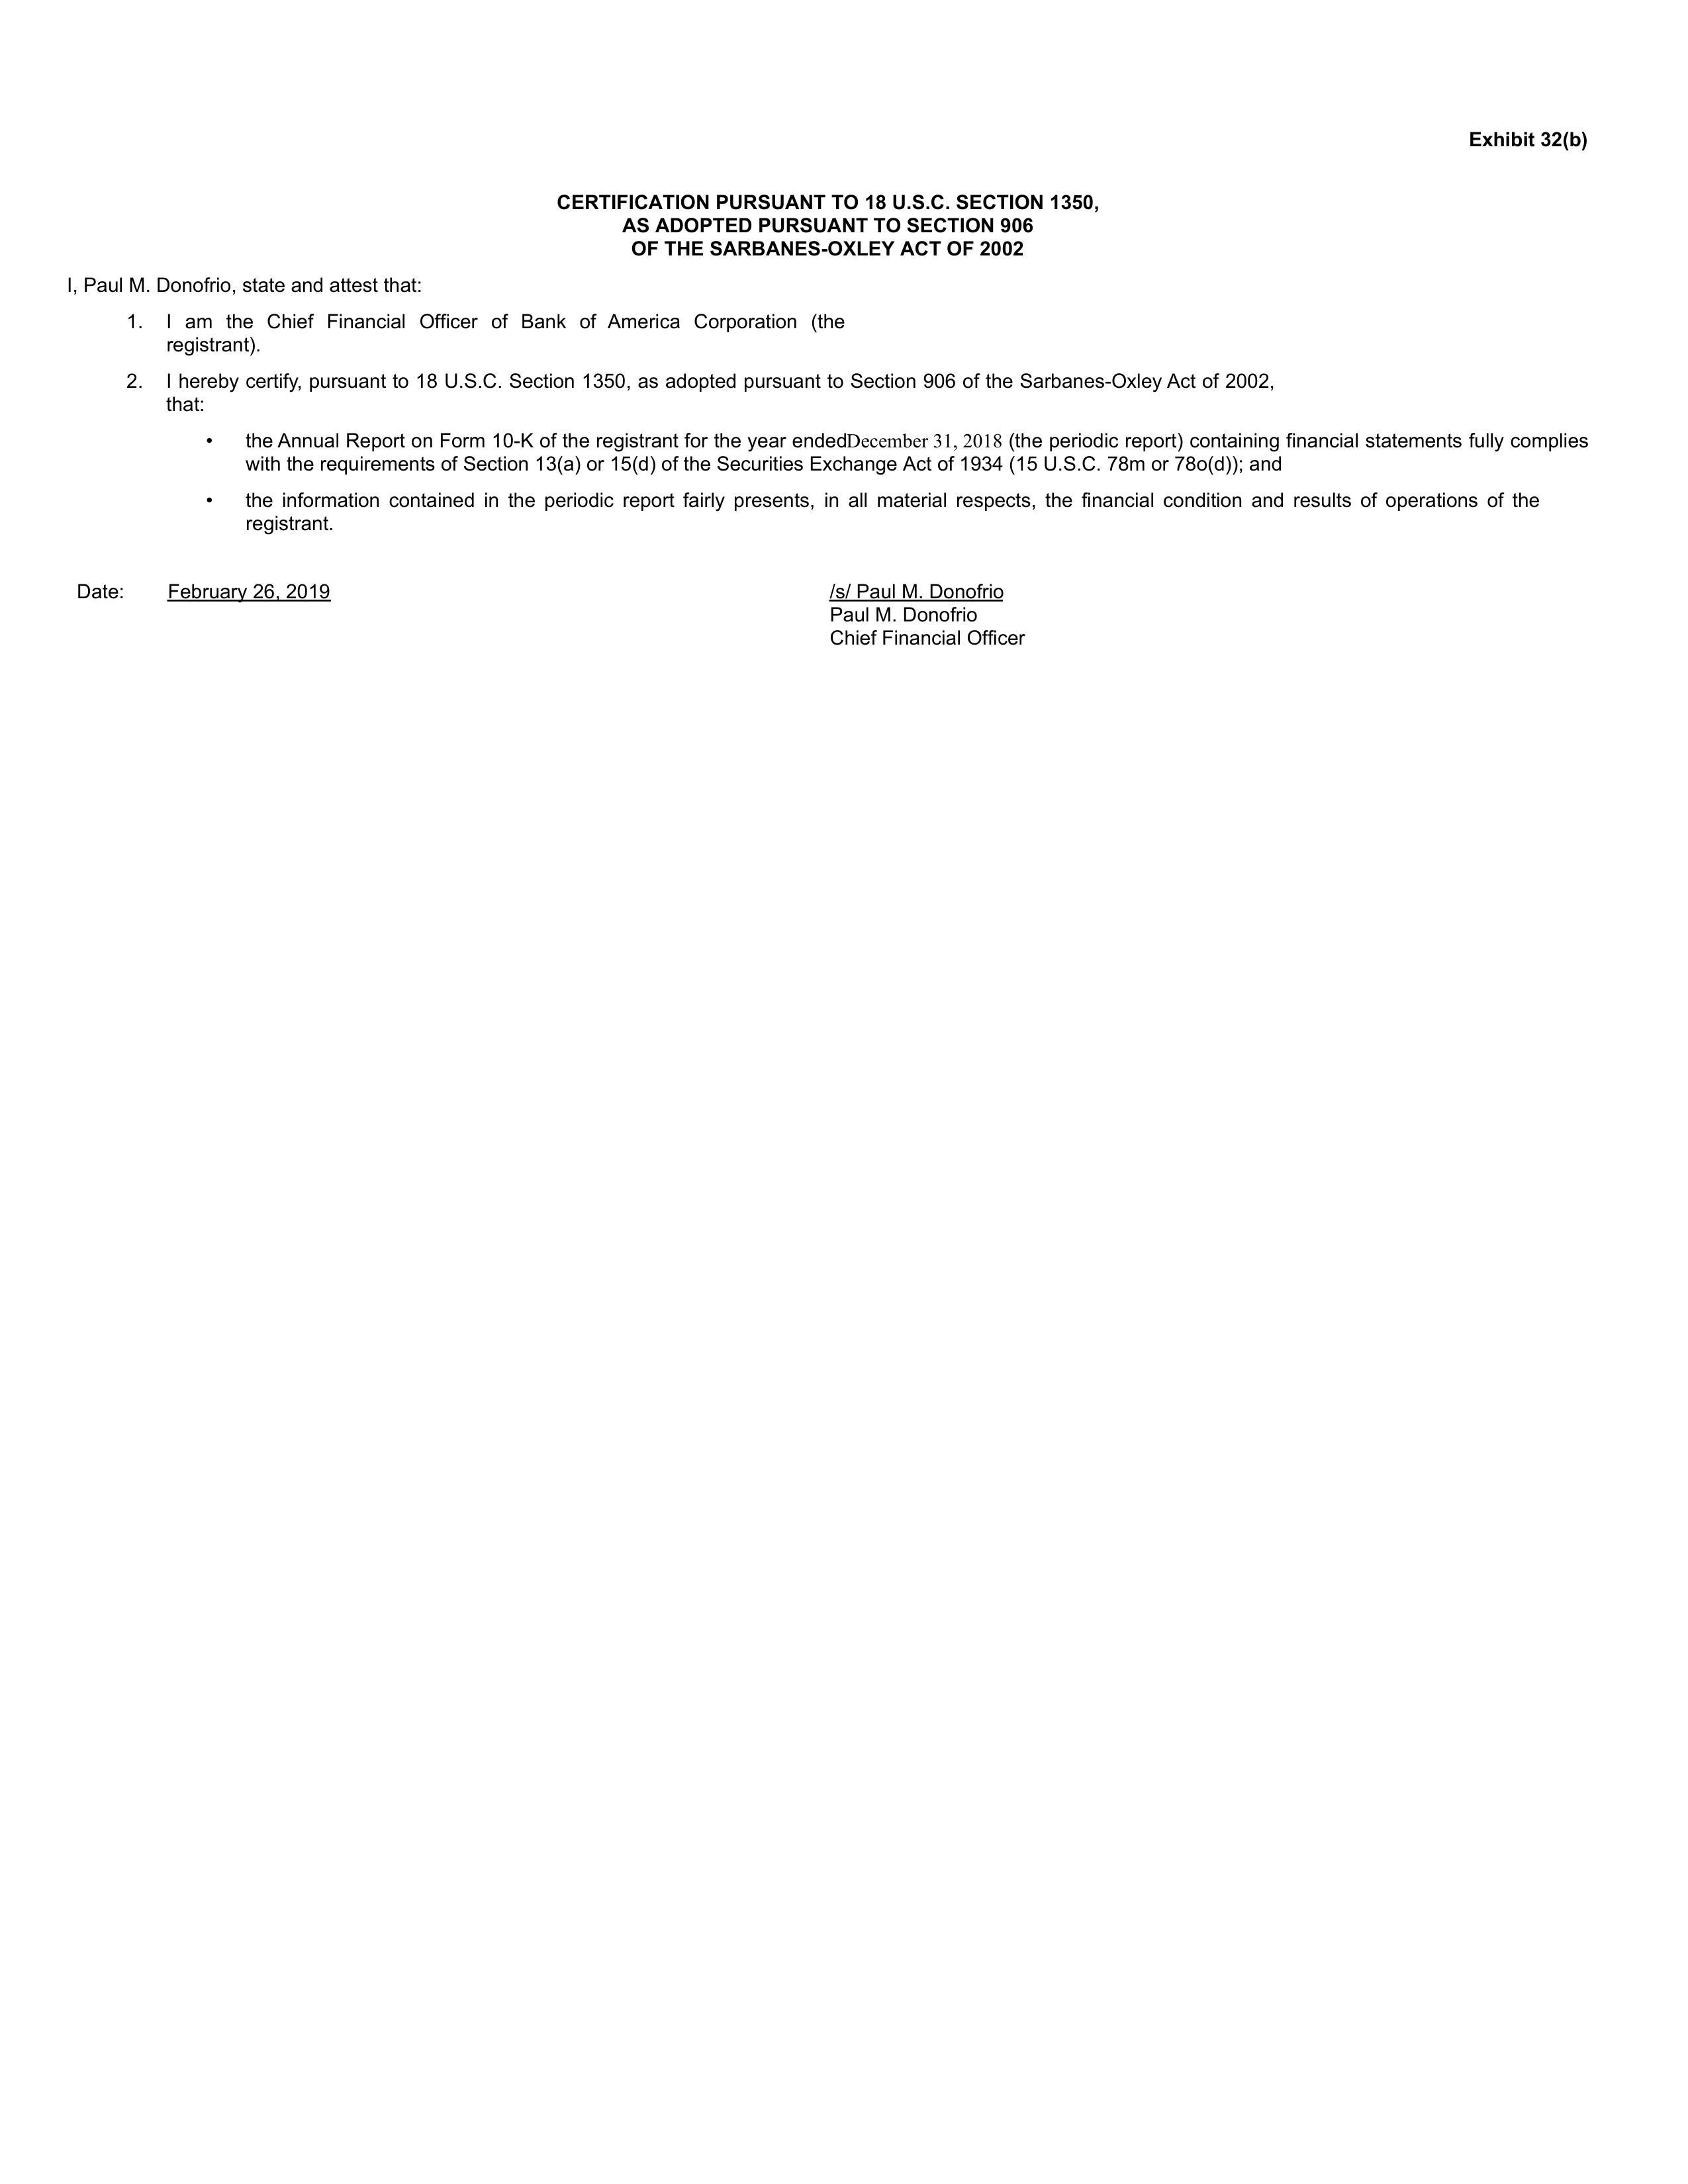 Exhibit 32(b)
CERTIFICATION PURSUANT TO 18 U.S.C. SECTION 1350,
AS ADOPTED PURSUANT TO SECTION 906
OF THE SARBANES-OXLEY ACT OF 2002
I, Paul M. Donofrio, state and attest that:
1. I am the Chief Financial Officer of Bank of America Corporation (the
registrant).
2. I hereby certify, pursuant to 18 U.S.C. Section 1350, as adopted pursuant to Section 906 of the Sarbanes-Oxley Act of 2002,
that:
• the Annual Report on Form 10-K of the registrant for the year endedDecember 31, 2018 (the periodic report) containing financial statements fully complies
with the requirements of Section 13(a) or 15(d) of the Securities Exchange Act of 1934 (15 U.S.C. 78m or 78o(d)); and
• the information contained in the periodic report fairly presents, in all material respects, the financial condition and results of operations of the
registrant.
Date: February 26, 2019 /s/ Paul M. Donofrio
Paul M. Donofrio
Chief Financial Officer